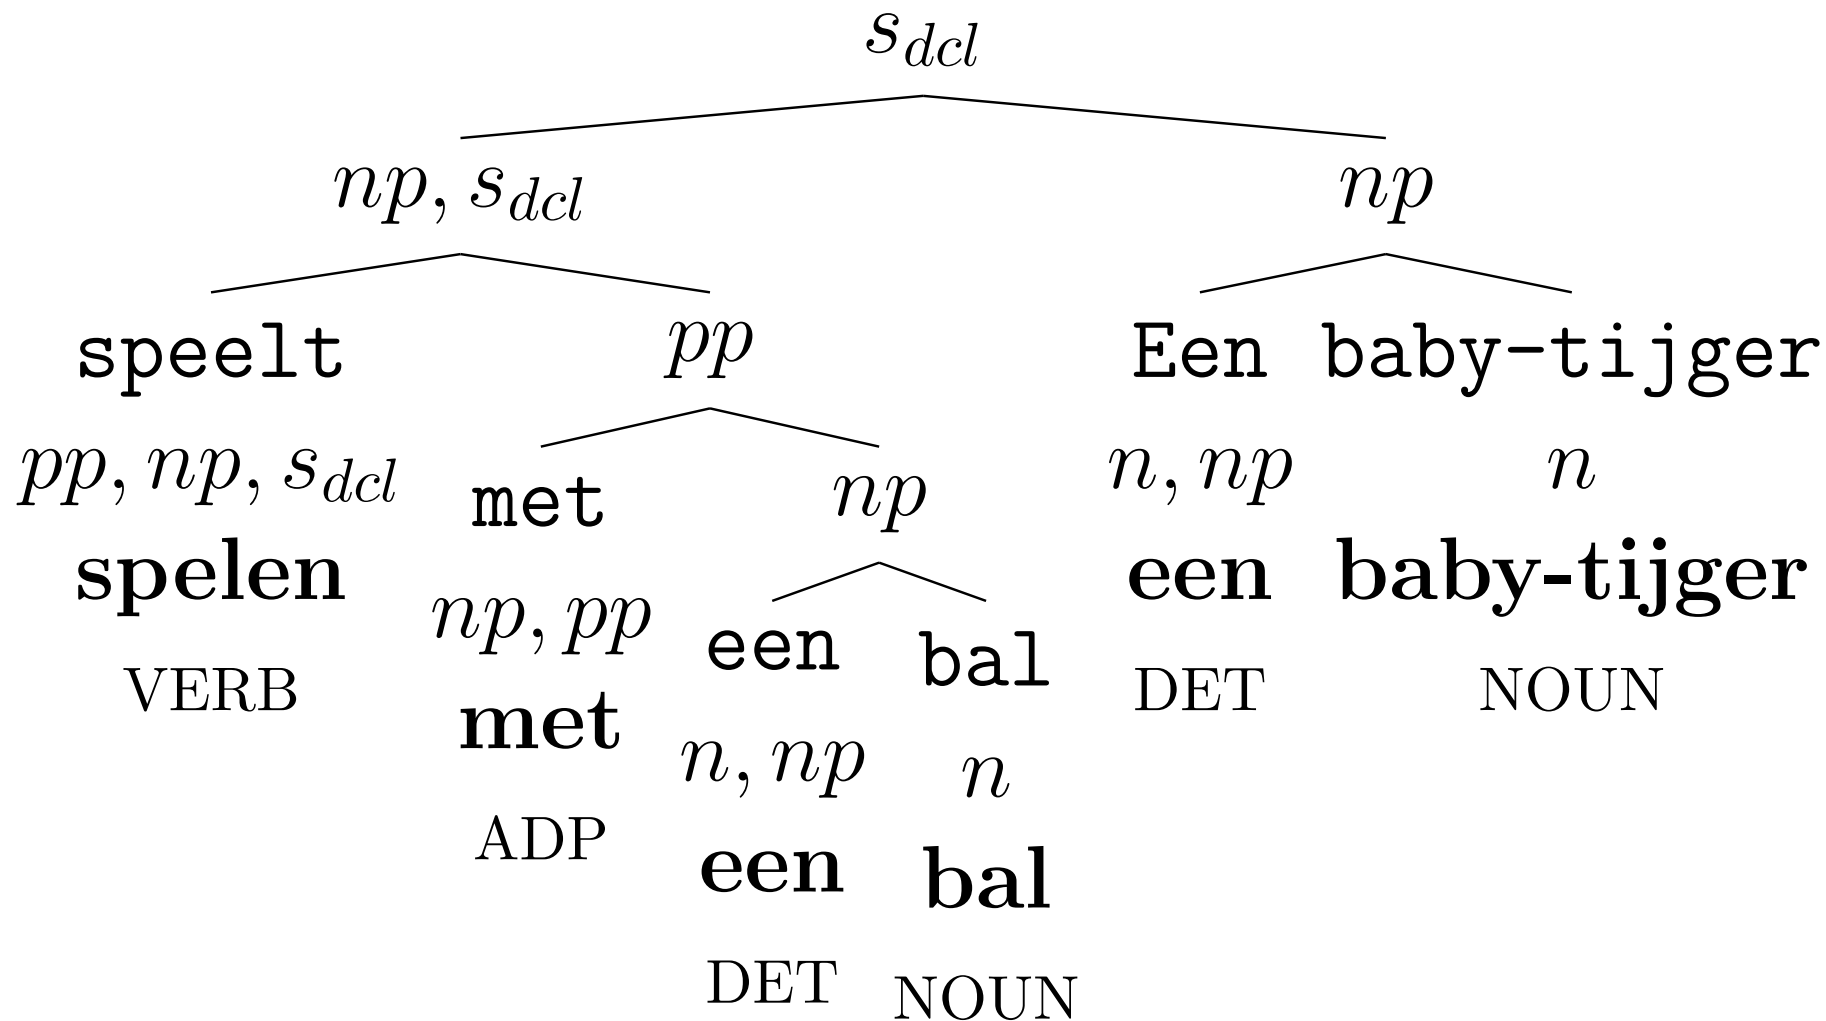 s_dcl
np, s_dcl np
speelt pp Een baby-tijger
pp, np, s_dcl met np n, np n
spelen np, pp een bal een baby-tijger
VERB met n, np n DET NOUN
ADP een bal
DET NOUN